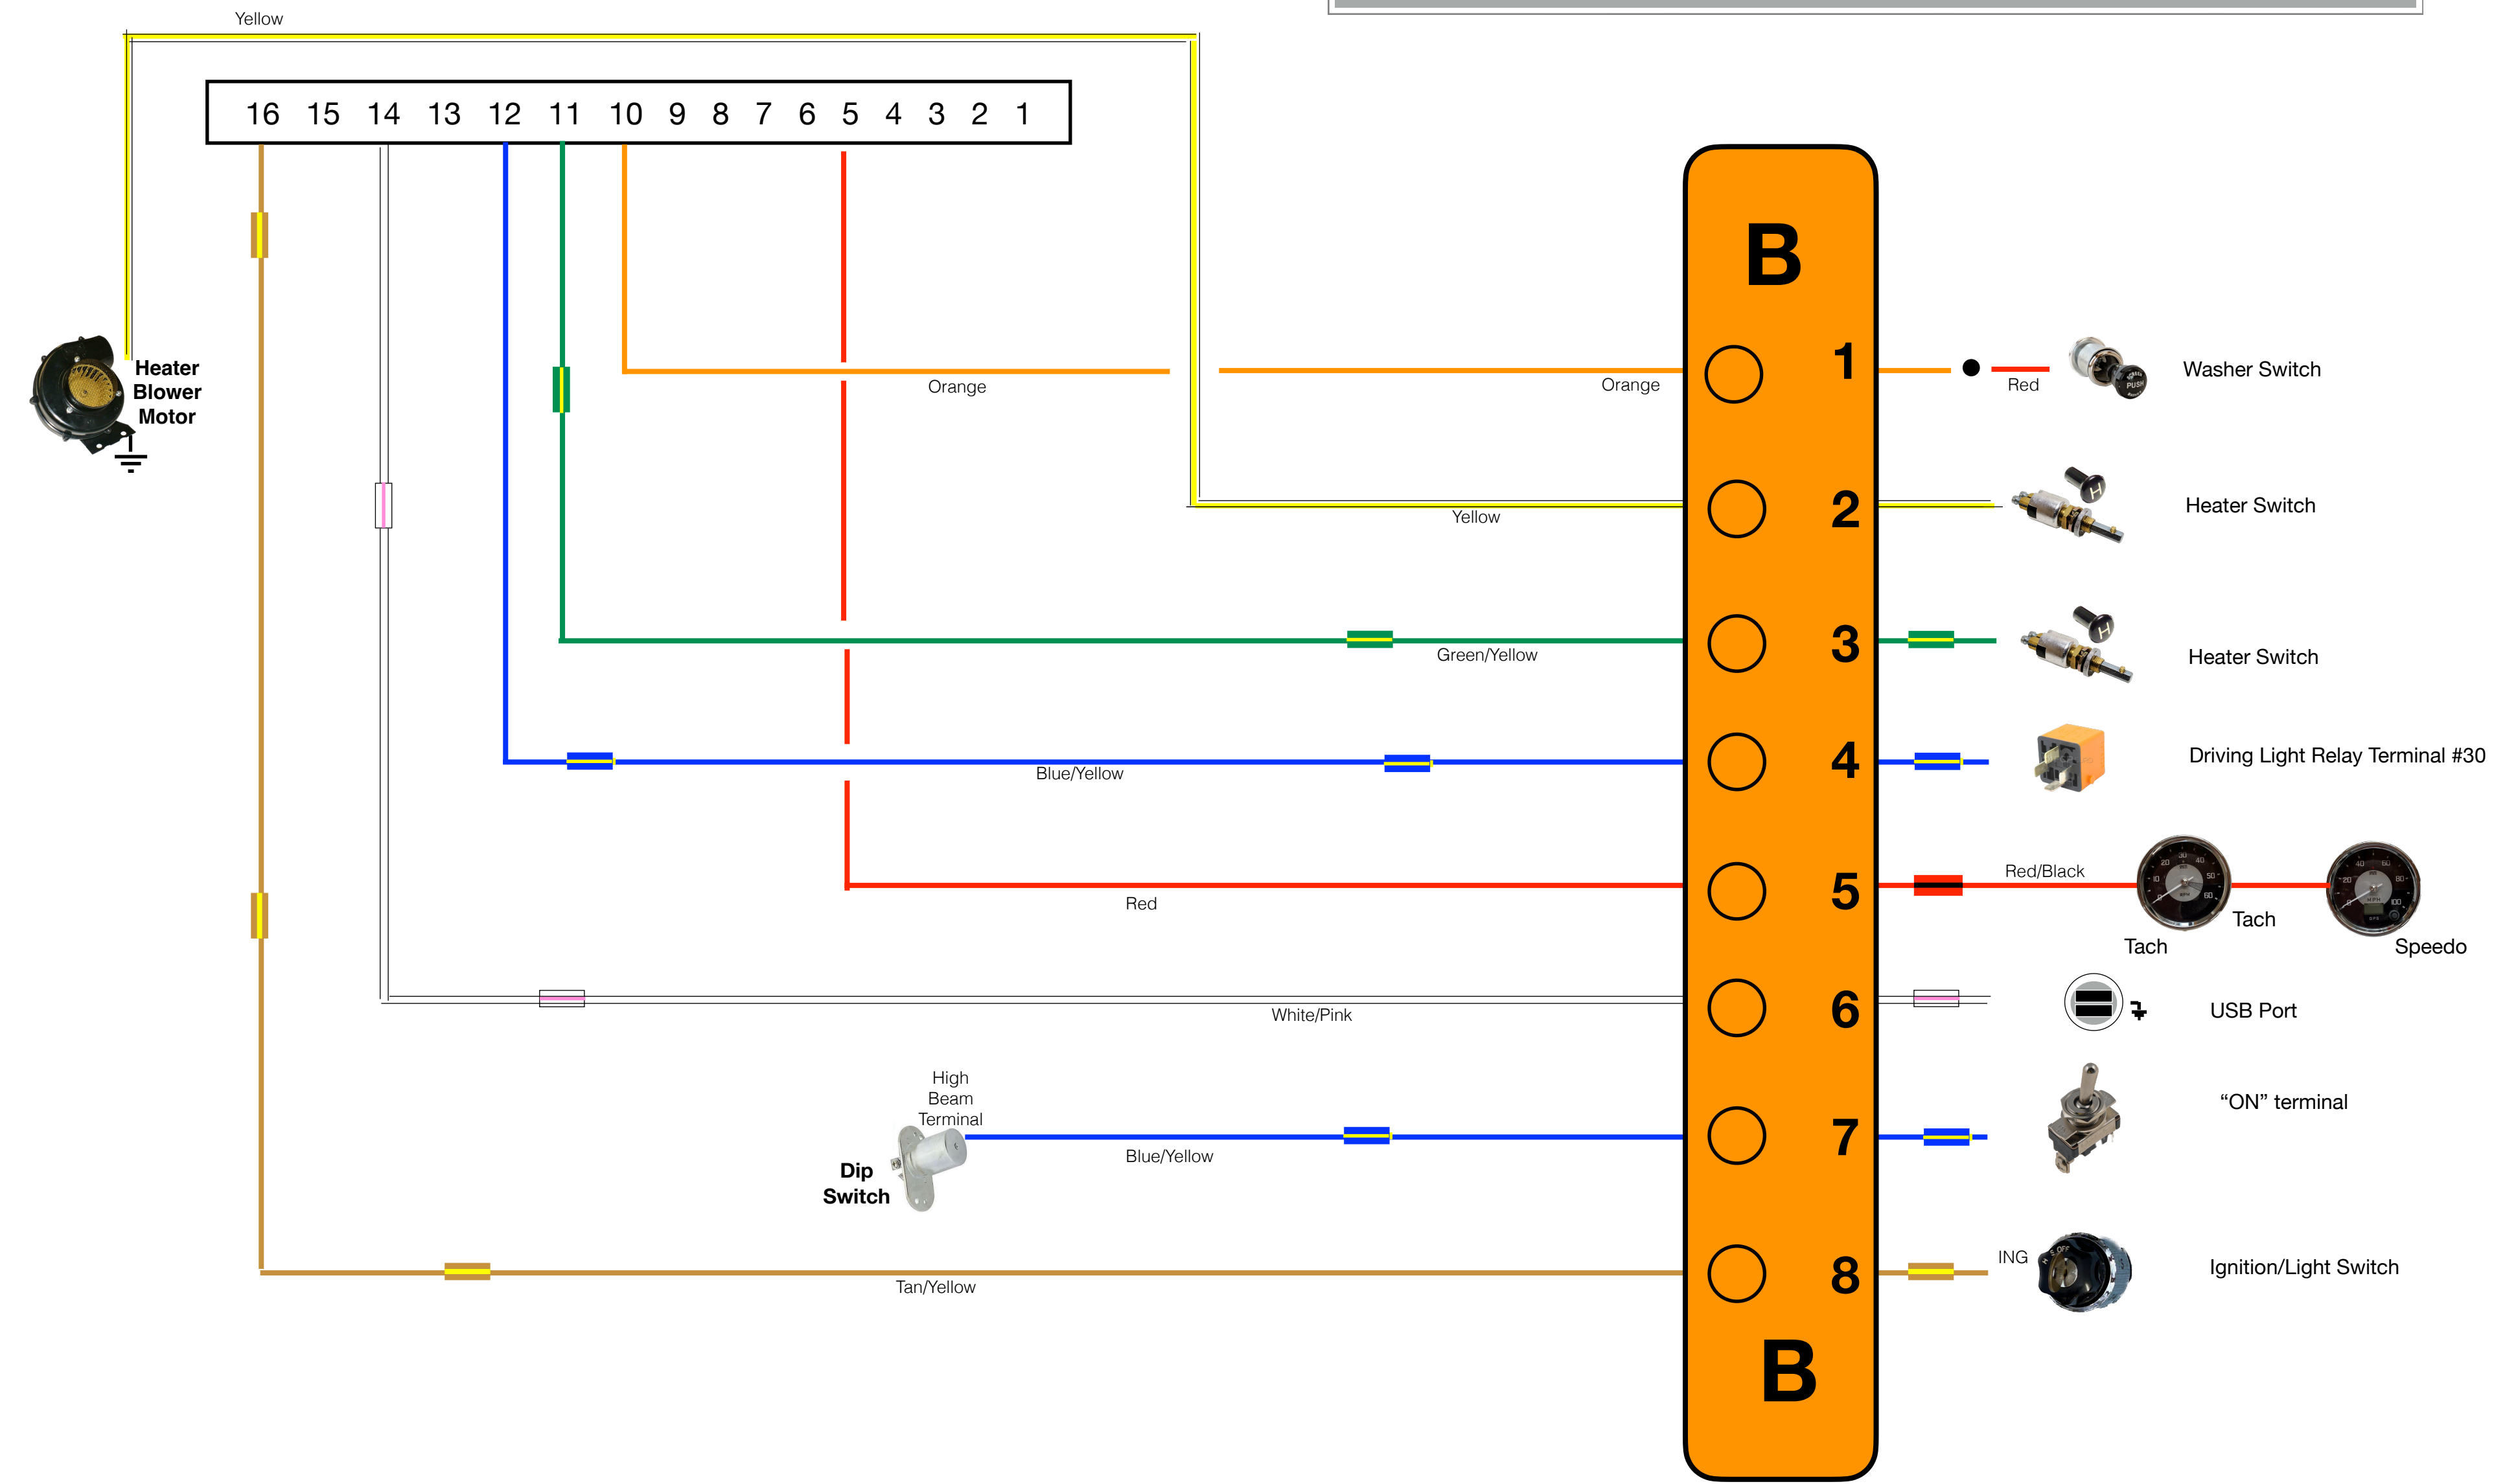 Yellow
16 15 14 13 12 11 10 9 8 7 6 5 4 3 2 1
B
Heater
Blower
Motor
Orange
Orange
1
Red
PUSH
Washer Switch
Yellow
2
H
Heater Switch
Green/Yellow
3
H
Heater Switch
Blue/Yellow
4
Driving Light Relay Terminal #30
Red
5
Red/Black
Tach
Tach
Speedo
White/Pink
6
USB Port
High
Beam
Terminal
Dip
Switch
Blue/Yellow
7
“ON” terminal
Tan/Yellow
8
ING
OFF
Ignition/Light Switch
B